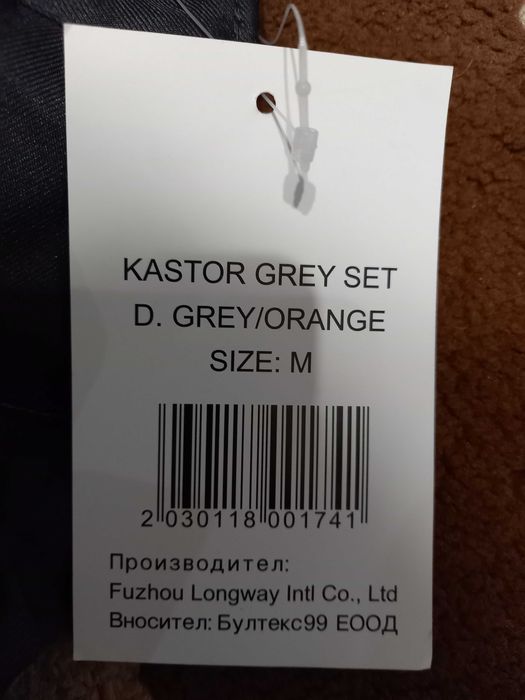 KASTOR GREY SET
D. GREY/ORANGE
SIZE: M
2 030118 001741
Производител:
Fuzhou Longway Intl Co., Ltd
Вносител: Бултекс99 ЕООД